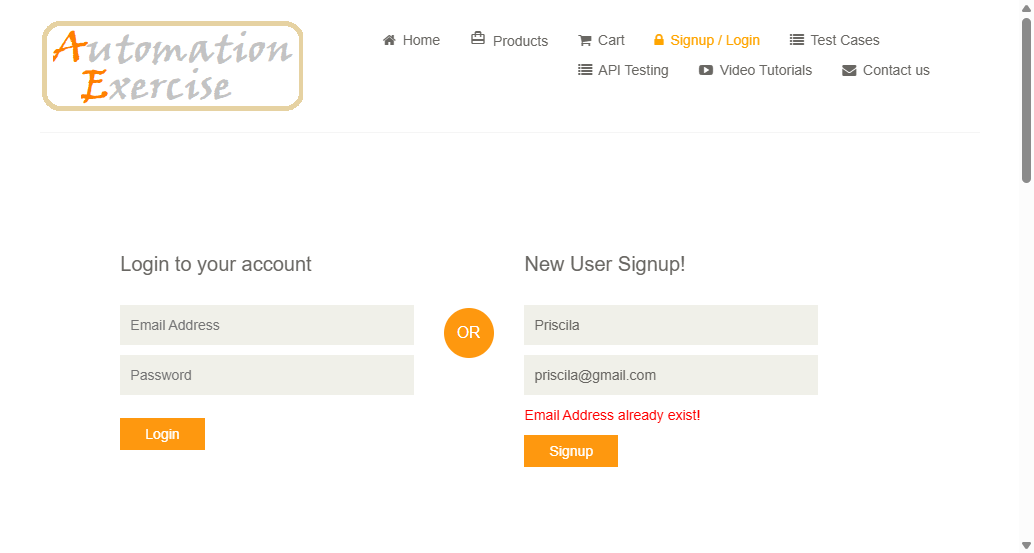 Automation
Exercise
Home
Products
Cart
Signup / Login
Test Cases
API Testing
Video Tutorials
Contact us
Login to your account
Email Address
Password
Login
OR
New User Signup!
Priscila
priscila@gmail.com
Email Address already exist!
Signup